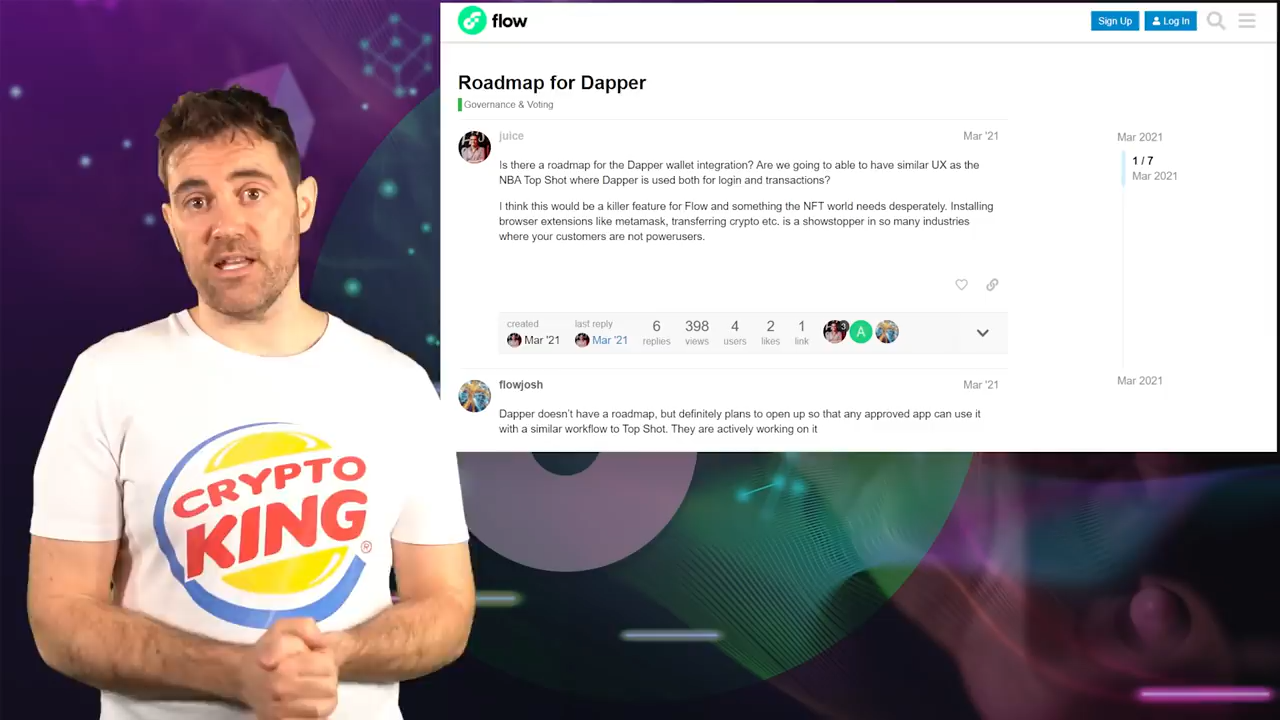 flow
Sign Up
Log In
Roadmap for Dapper
Governance & Voting
juice
Mar '21
Is there a roadmap for the Dapper wallet integration? Are we going to able to have similar UX as the
NBA Top Shot where Dapper is used both for login and transactions?
I think this would be a killer feature for Flow and something the NFT world needs desperately. Installing
browser extensions like metamask, transferring crypto etc. is a showstopper in so many industries
where your customers are not powerusers.
created
Mar '21
last reply
Mar '21
6
replies
398
views
4
users
2
likes
1
link
3
A
flowjosh
Mar '21
Dapper doesn't have a roadmap, but definitely plans to open up so that any approved app can use it
with a similar workflow to Top Shot. They are actively working on it
Mar 2021
1 / 7
Mar 2021
Mar 2021
CRYPTO
KING
®